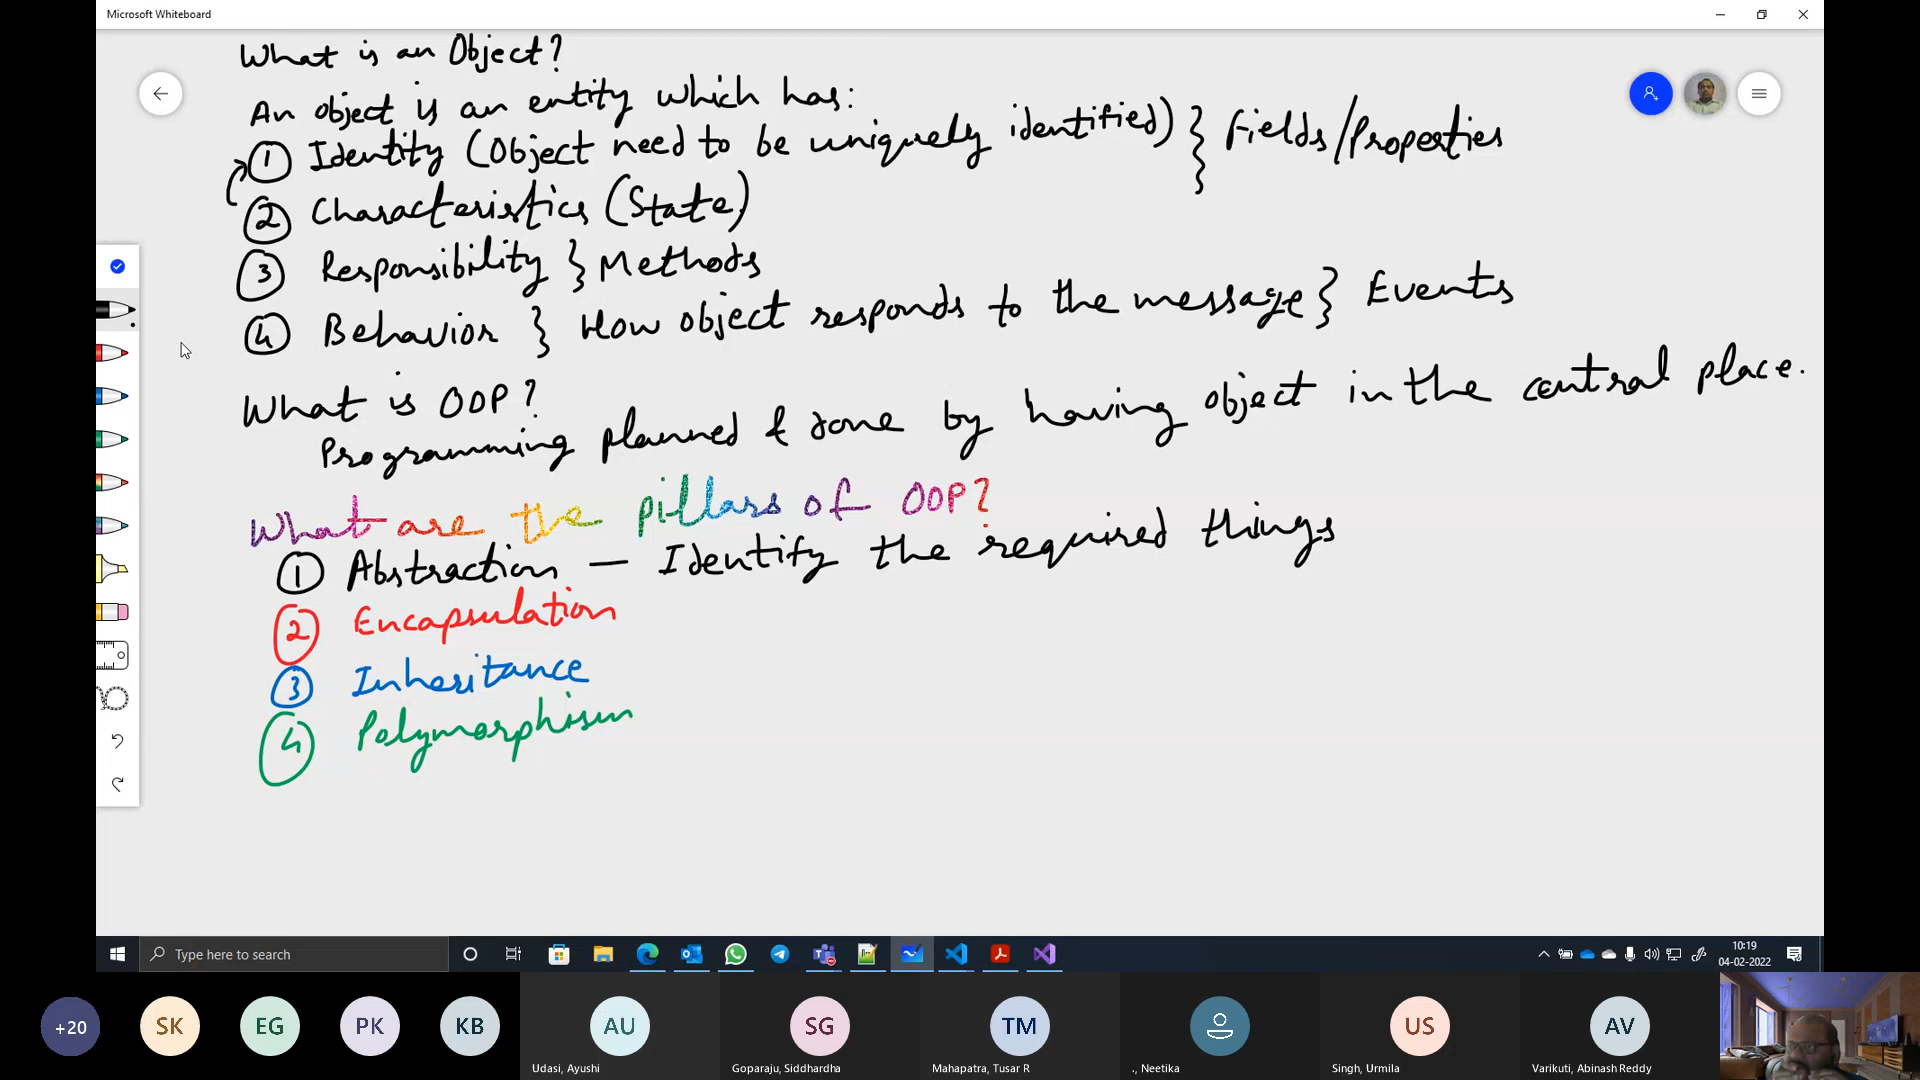 Microsoft Whiteboard
What is an Object?
An object is an entity which has:
① Identity (Object need to be uniquely identified) } Fields/Properties
② Characteristics (State)
③ Responsibility } Methods
④ Behavior } How object responds to the message } Events
What is OOP?
Programming planned & done by having object in the central place.
What are the pillars of OOP?
① Abstraction — Identify the required things
② Encapsulation
③ Inheritance
④ Polymorphism
Type here to search
10:19
04-02-2022
+20
SK
EG
PK
KB
AU
SG
TM
US
AV
Udasi, Ayushi
Goparaju, Siddhardha
Mahapatra, Tusar R
., Neetika
Singh, Urmila
Varikuti, Abinash Reddy